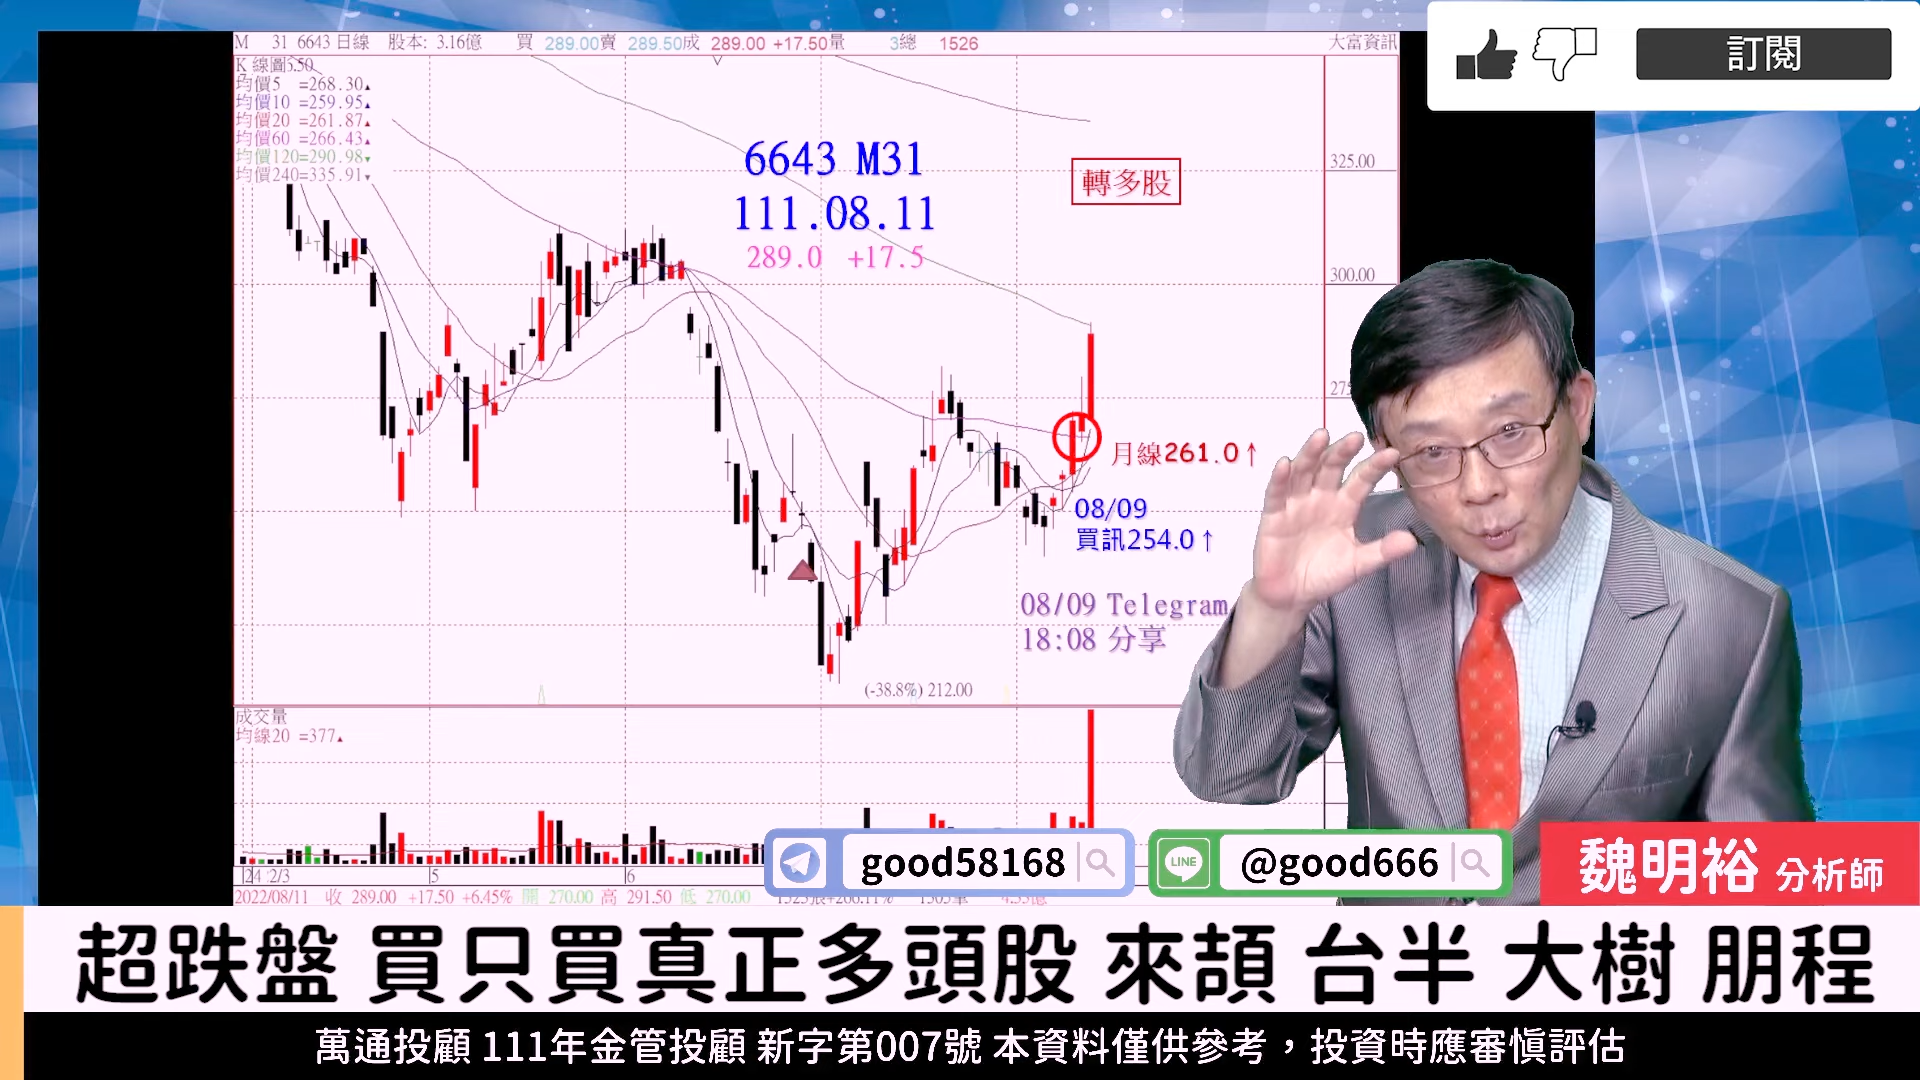 M 31 6643 日線 股本: 3.16億 買 289.00賣 289.50成 289.00 +17.50量 3總 1526 大富資訊
K 線圖5.50
均價5 =268.30▲
均價10 =259.95▲
均價20 =261.87▲
均價60 =266.43▲
均價120=290.98▼
均價240=335.91▼
訂閱
6643 M31
111.08.11
289.0 +17.5
轉多股
325.00
300.00
275
月線261.0↑
08/09
買訊254.0↑
08/09 Telegram
18:08 分享
(-38.8%) 212.00
成交量
均線20 =377▲
24 2/3 5 6
2022/08/11 收 289.00 +17.50 +6.45% 開 270.00 高 291.50 低 270.00
good58168
LINE
@good666
魏明裕 分析師
超跌盤 買只買真正多頭股 來頡 台半 大樹 朋程
萬通投顧 111年金管投顧 新字第007號 本資料僅供參考，投資時應審慎評估